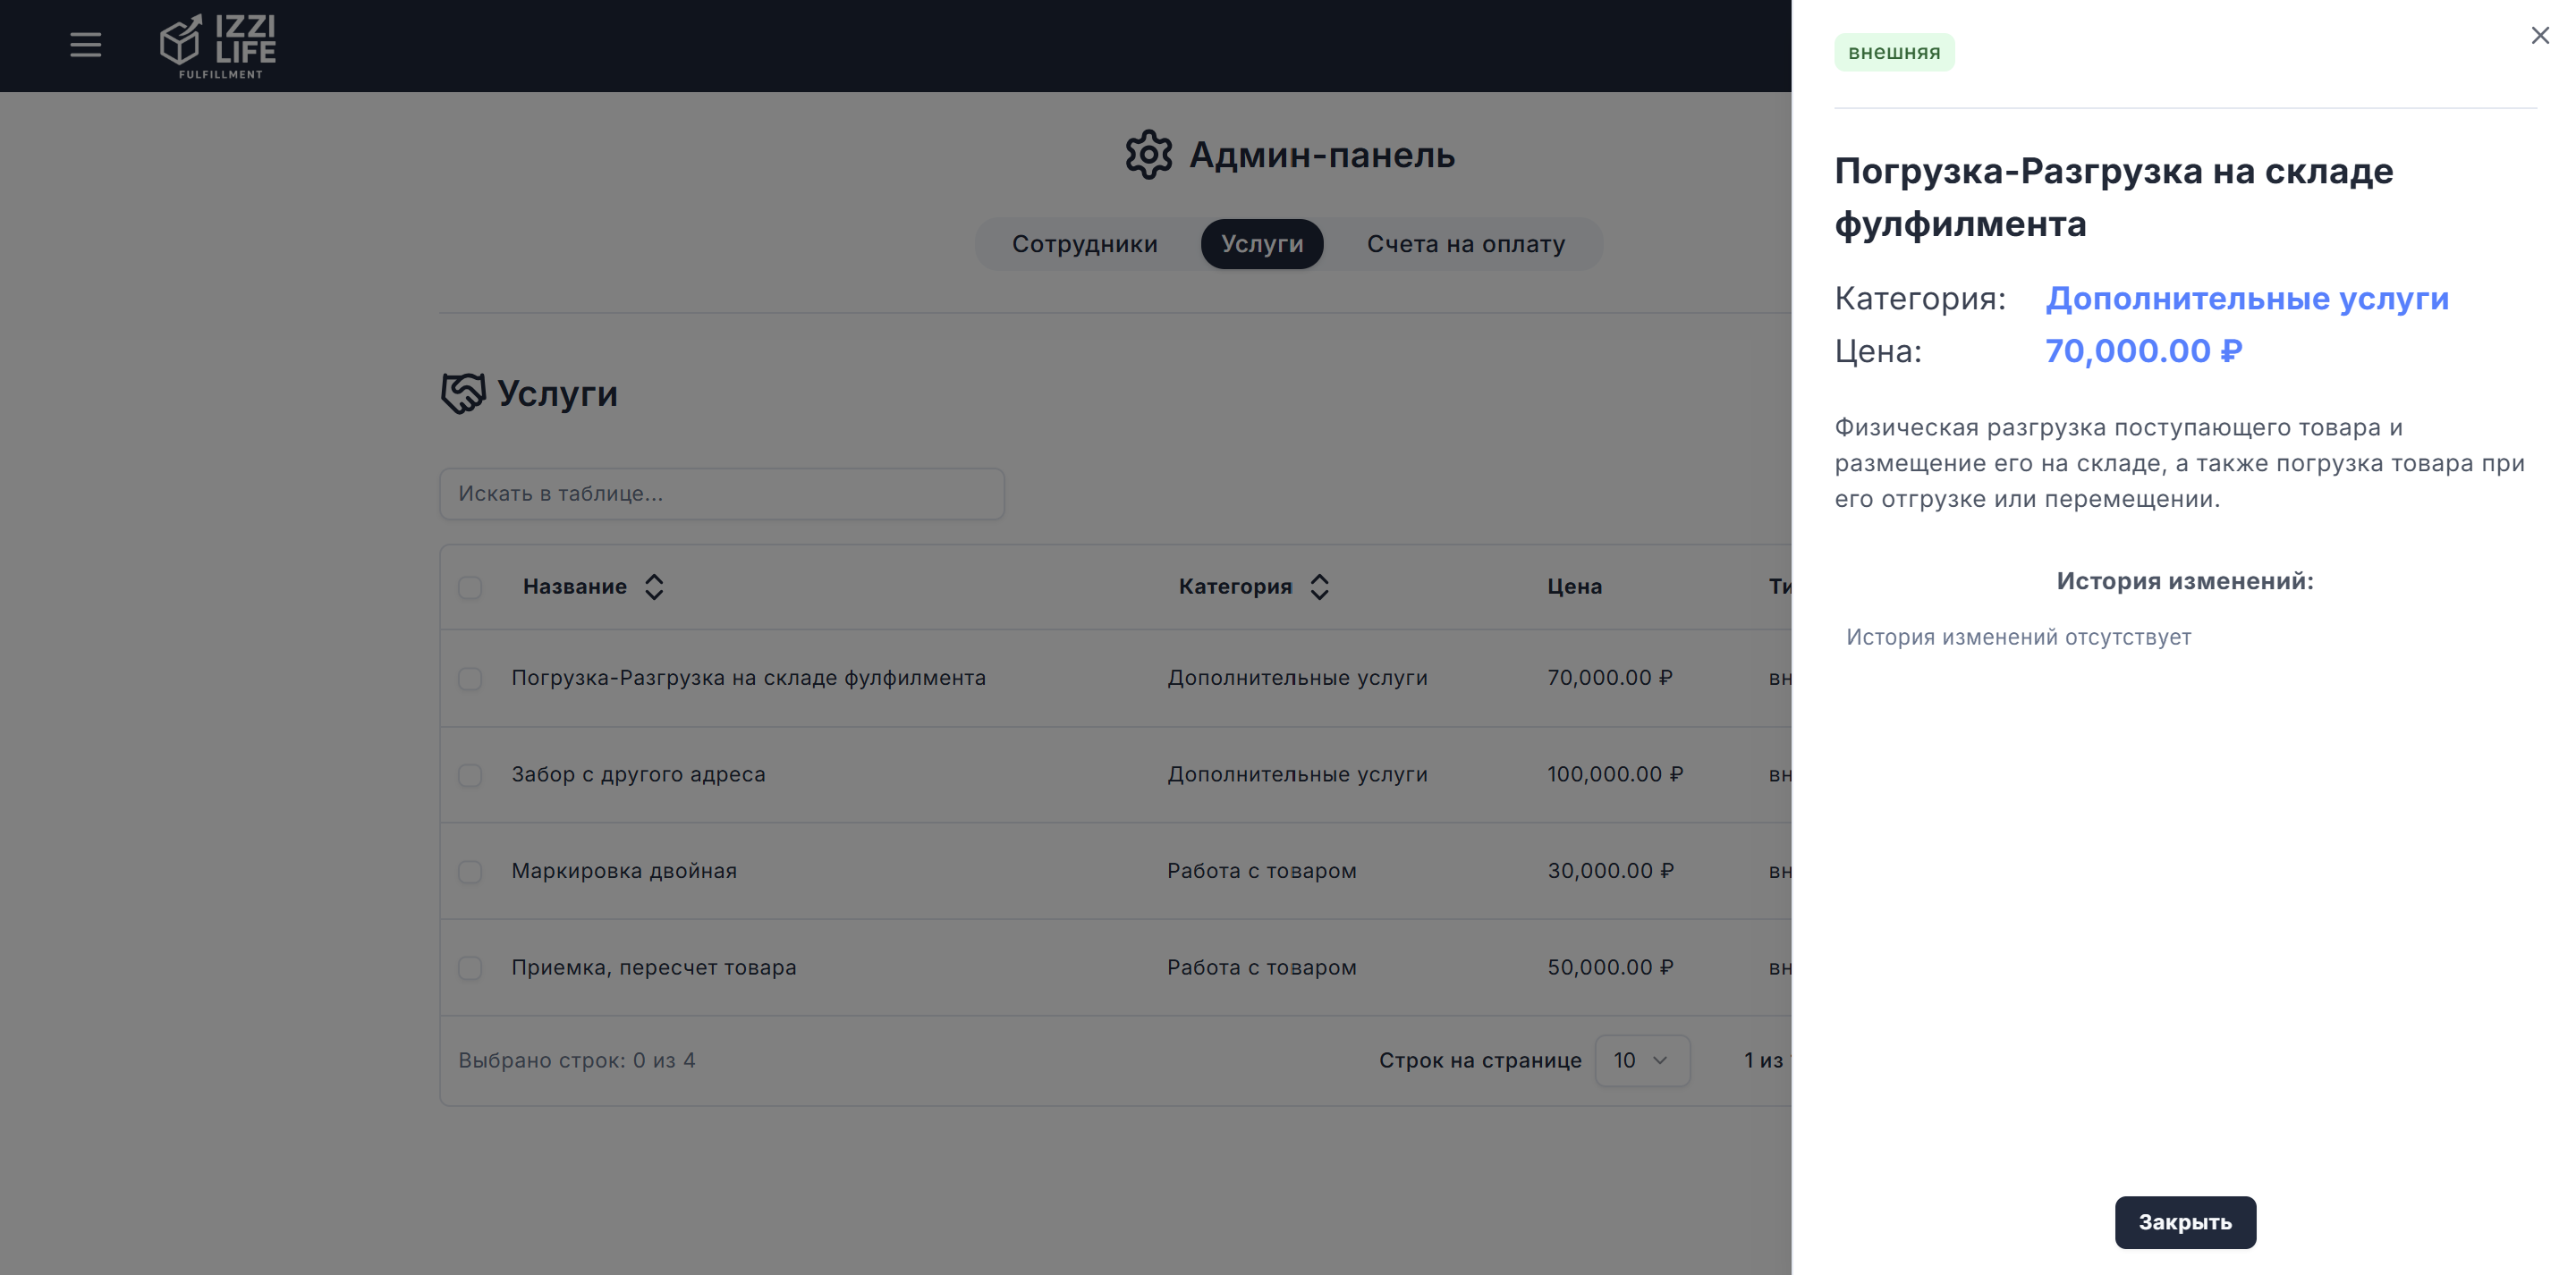 IZZI
LIFE
FULFILLMENT
Админ-панель
Сотрудники Услуги Счета на оплату
Услуги
Искать в таблице...
Название Категория Цена Ти
Погрузка-Разгрузка на складе фулфилмента Дополнительные услуги 70,000.00 ₽ вн
Забор с другого адреса Дополнительные услуги 100,000.00 ₽ вн
Маркировка двойная Работа с товаром 30,000.00 ₽ вн
Приемка, пересчет товара Работа с товаром 50,000.00 ₽ вн
Выбрано строк: 0 из 4 Строк на странице 10 1 из
внешняя
Погрузка-Разгрузка на складе
фулфилмента
Категория: Дополнительные услуги
Цена: 70,000.00 ₽
Физическая разгрузка поступающего товара и
размещение его на складе, а также погрузка товара при
его отгрузке или перемещении.
История изменений:
История изменений отсутствует
Закрыть